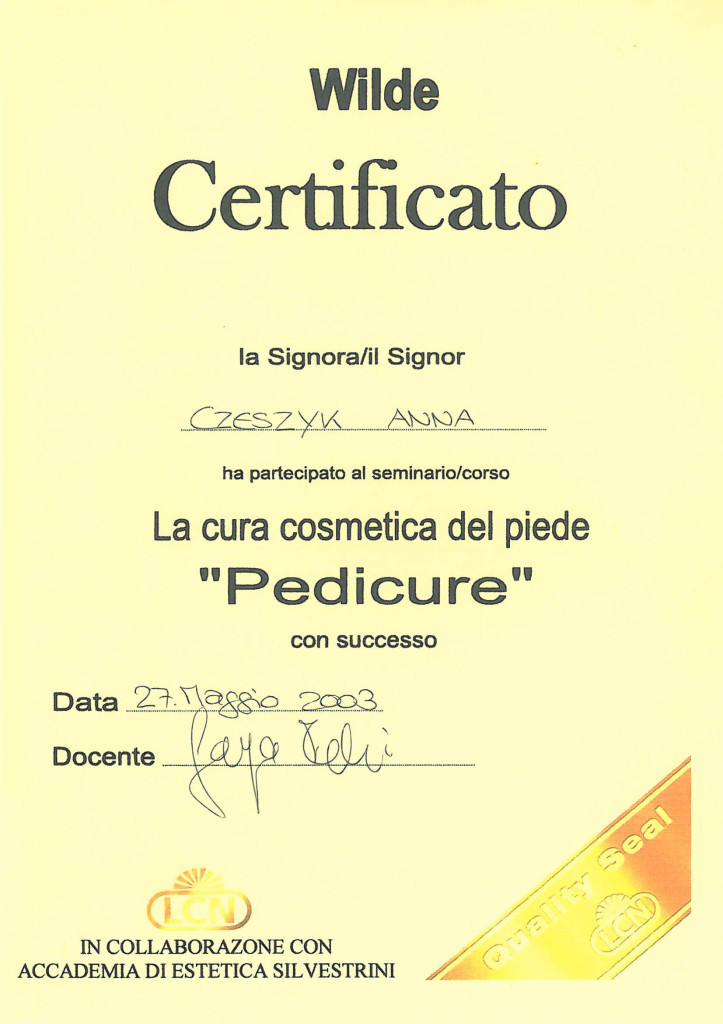 Wilde
Certificato
la Signora/il Signor
CZESZYK ANNA
ha partecipato al seminario/corso
La cura cosmetica del piede
"Pedicure"
con successo
Data 27. Maggio 2003
Docente
Quality Seal
LCN
LCN
IN COLLABORAZONE CON
ACCADEMIA DI ESTETICA SILVESTRINI